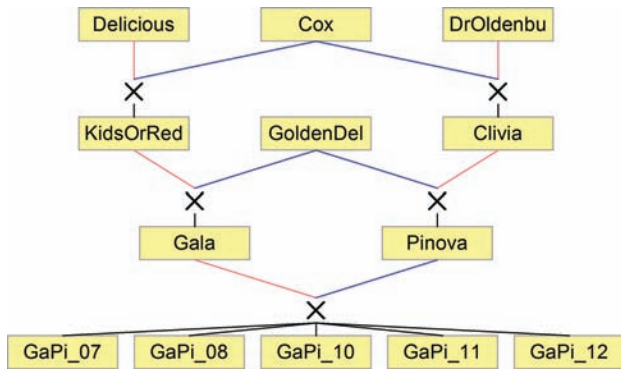 Delicious Cox DrOldenbu
KidsOrRed GoldenDel Clivia
Gala Pinova
GaPi_07 GaPi_08 GaPi_10 GaPi_11 GaPi_12